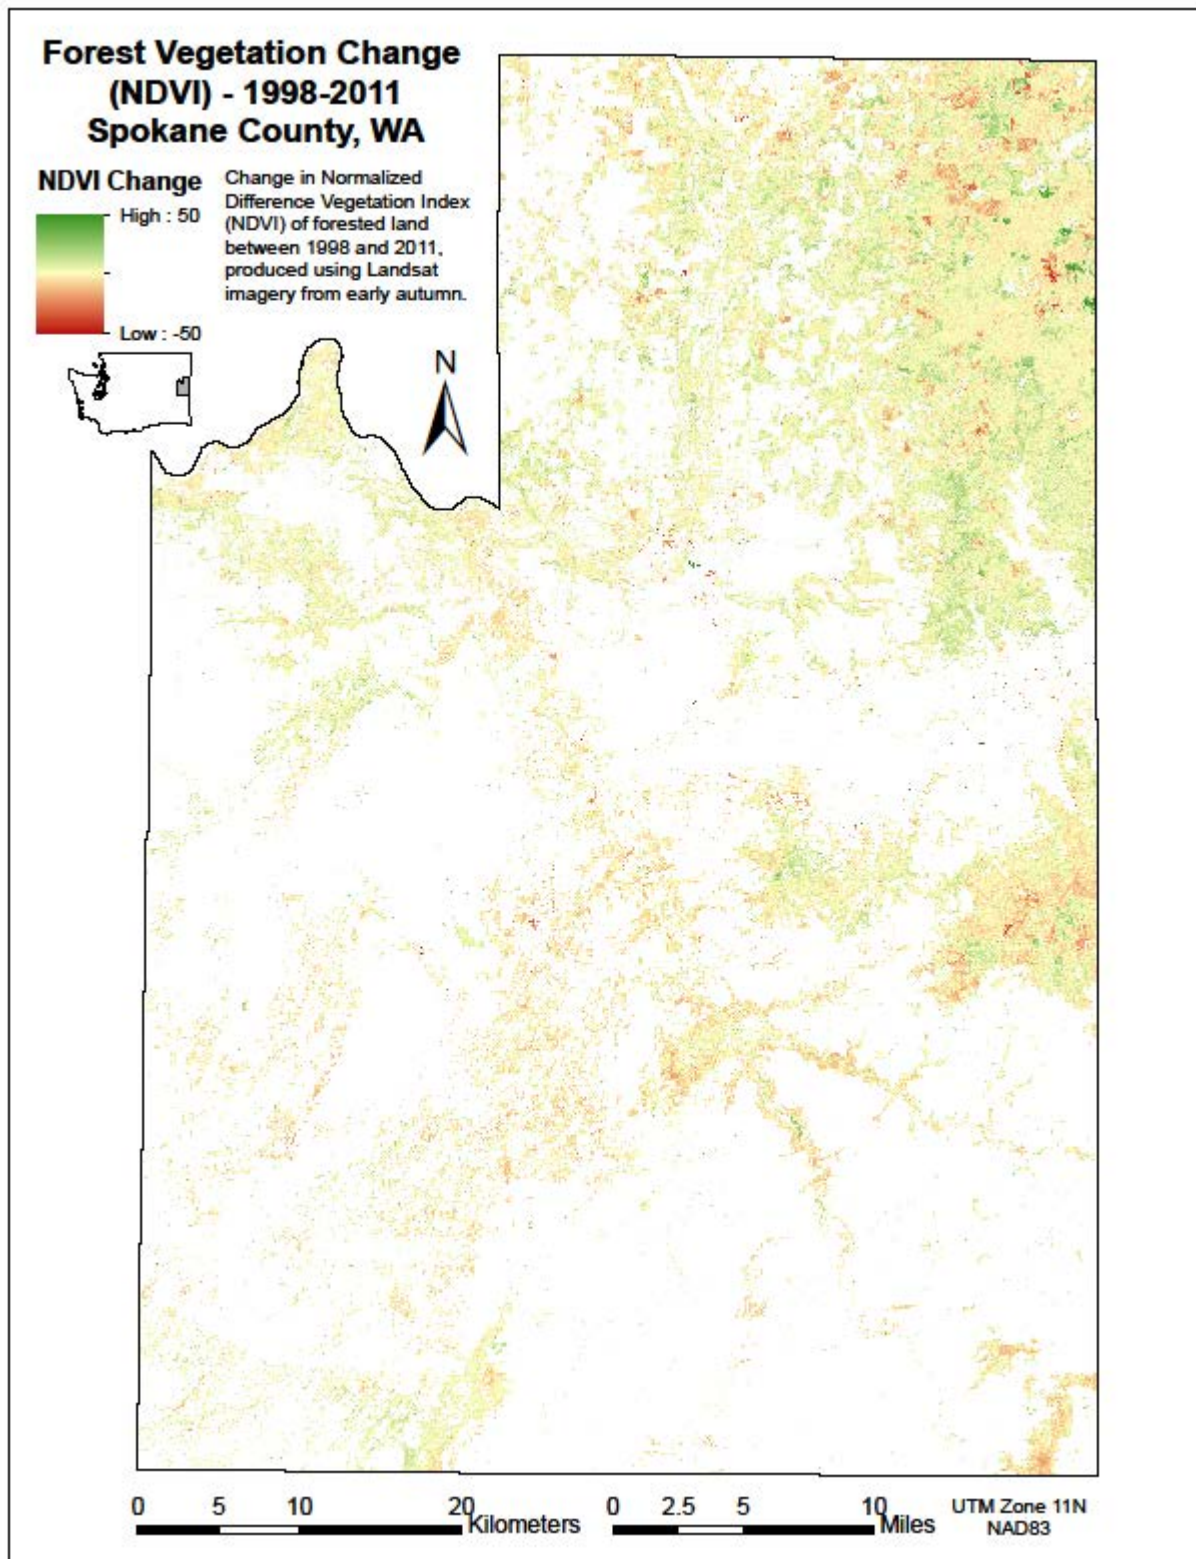 Forest Vegetation Change
(NDVI) - 1998-2011
Spokane County, WA
NDVI Change
High : 50
Low : -50
Change in Normalized
Difference Vegetation Index
(NDVI) of forested land
between 1998 and 2011,
produced using Landsat
imagery from early autumn.
N
0 5 10 20 Kilometers
0 2.5 5 10 Miles
UTM Zone 11N
NAD83